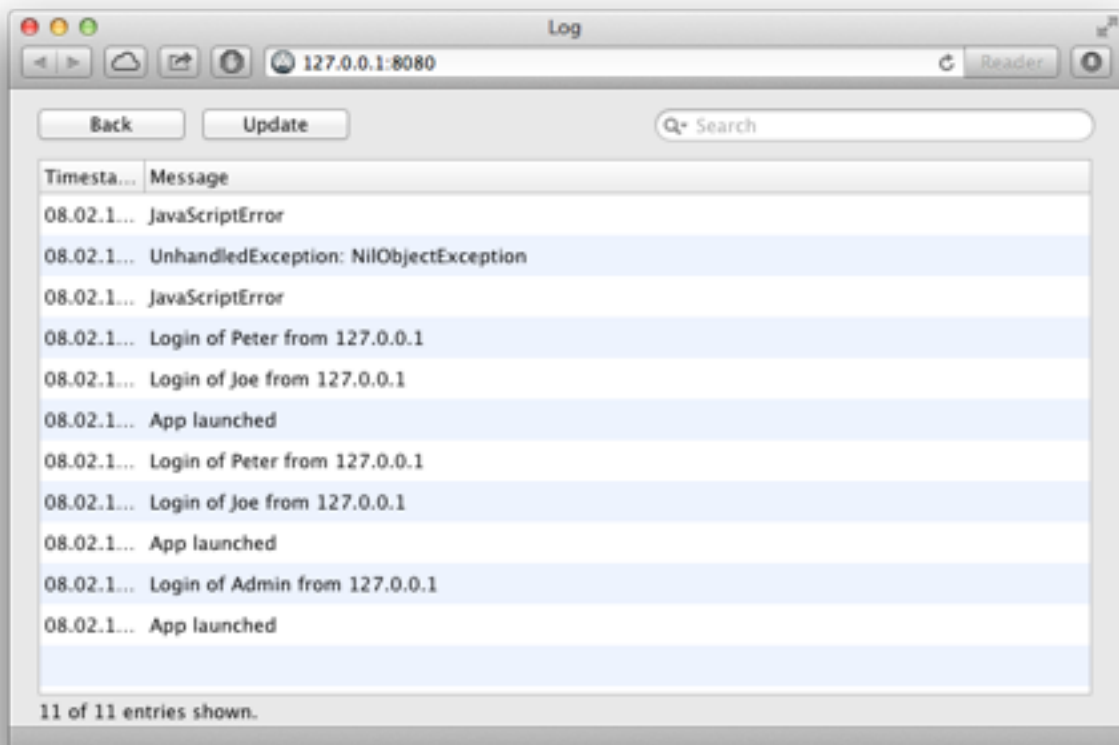 Log
127.0.0.1:8080
Reader
Back Update Search
Timesta... Message
08.02.1... JavaScriptError
08.02.1... UnhandledException: NilObjectException
08.02.1... JavaScriptError
08.02.1... Login of Peter from 127.0.0.1
08.02.1... Login of Joe from 127.0.0.1
08.02.1... App launched
08.02.1... Login of Peter from 127.0.0.1
08.02.1... Login of Joe from 127.0.0.1
08.02.1... App launched
08.02.1... Login of Admin from 127.0.0.1
08.02.1... App launched
11 of 11 entries shown.